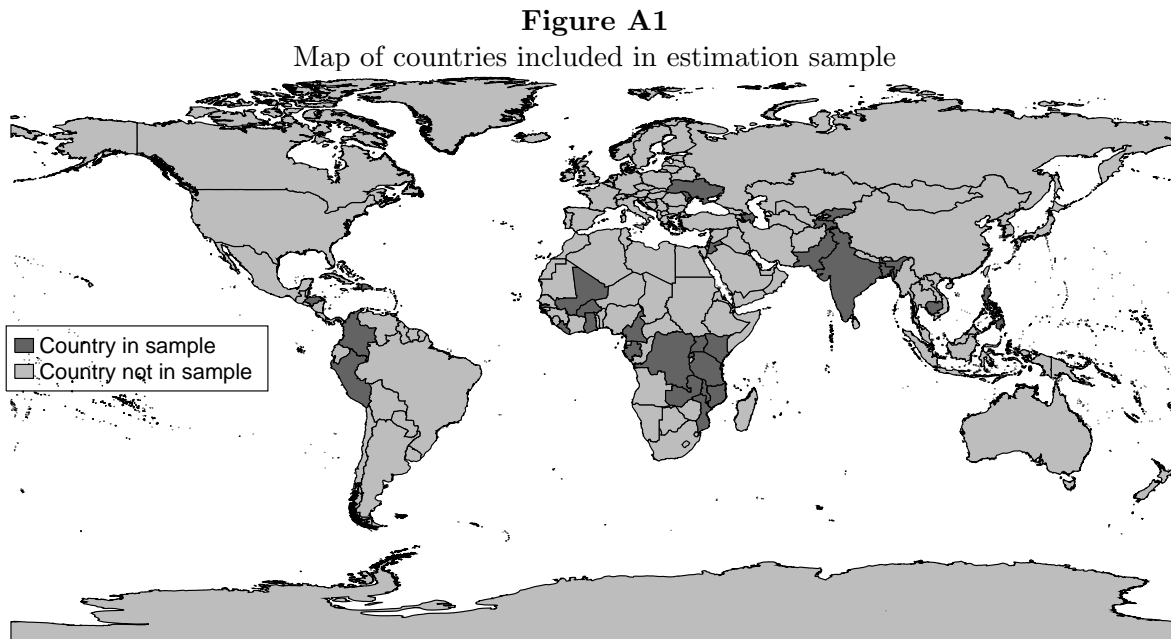 Figure A1
Map of countries included in estimation sample
Country in sample
Country not in sample